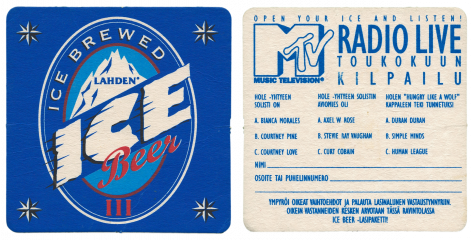 ICE BREWED
LAHDEN
ICE
Beer
III
OPEN YOUR ICE AND LISTEN!
MTV
MUSIC TELEVISION®
RADIO LIVE
TOUKOKUUN
KILPAILU
HOLE -YHTYEEN
SOLISTI ON
A. BIANCA MORALES
B. COURTNEY PINE
C. COURTNEY LOVE
HOLE -YHTYEEN SOLISTIN
AVIOMIES OLI
A. AXEL W ROSE
B. STEVIE RAY VAUGHAN
C. CURT COBAIN
HOLEN "HUNGRY LIKE A WOLF"
KAPPALEEN TEKI TUNNETUKSI
A. DURAN DURAN
B. SIMPLE MINDS
C. HUMAN LEAGUE
NIMI
OSOITE TAI PUHELINNUMERO
YMPYRÖI OIKEAT VAIHTOEHDOT JA PALAUTA LASINALUNEN VASTAUSTYNNYRIIN.
OIKEIN VASTANNEIDEN KESKEN ARVOTAAN TÄSSÄ RAVINTOLASSA
ICE BEER -LASIPAKETTI!